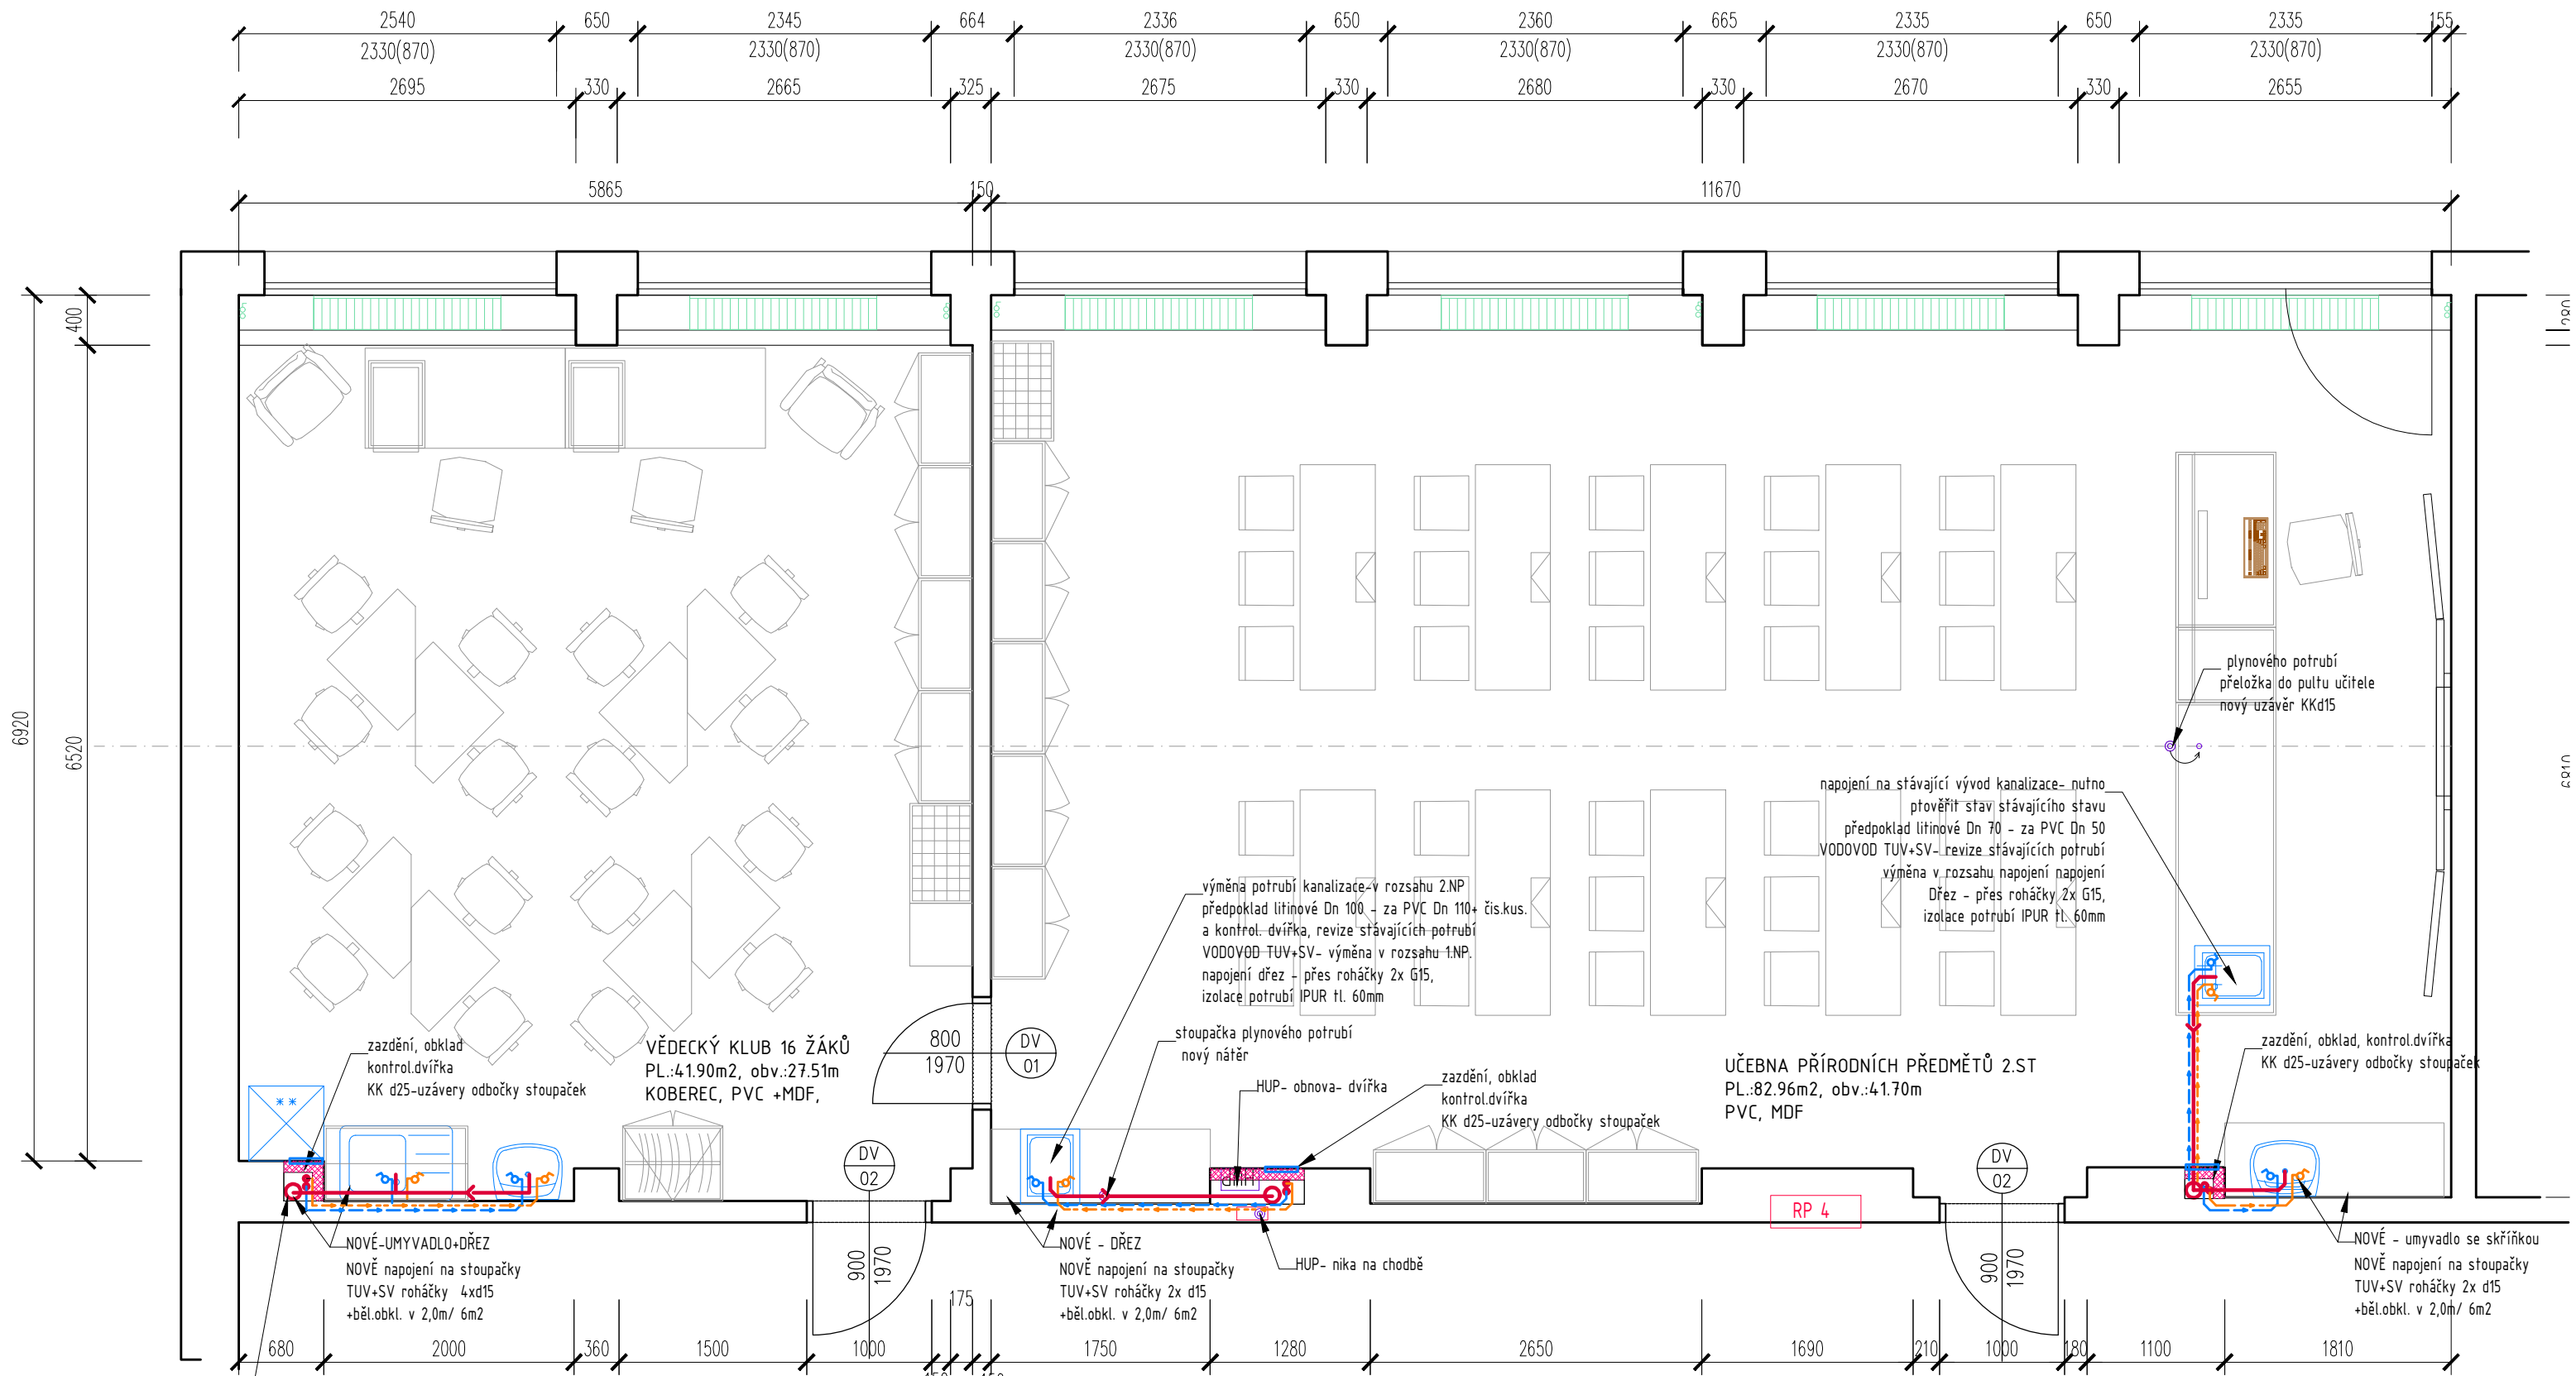 2540 650 2345 664 2336 650 2360 665 2335 650 2335 155
2330(870) 2330(870) 2330(870) 2330(870) 2330(870) 2330(870)
2695 330 2665 325 2675 330 2680 330 2670 330 2655
5865 150 11670
400
6920
6520
280
6810
plynového potrubí
přeložka do pultu učitele
nový uzávěr KKd15
napojení na stávající vývod kanalizace- nutno
ptověřit stav stávajícího stavu
předpoklad litinové Dn 70 - za PVC Dn 50
VODOVOD TUV+SV- revize stávajících potrubí
výměna v rozsahu napojení napojení
Dřez - přes roháčky 2x G15,
izolace potrubí IPUR tl. 60mm
výměna potrubí kanalizace-v rozsahu 2.NP
předpoklad litinové Dn 100 - za PVC Dn 110+ čis.kus.
a kontrol. dvířka, revize stávajících potrubí
VODOVOD TUV+SV- výměna v rozsahu 1.NP.
napojení dřez - přes roháčky 2x G15,
izolace potrubí IPUR tl. 60mm
stoupačka plynového potrubí
nový nátěr
HUP- obnova- dvířka
zazdění, obklad
kontrol.dvířka
KK d25-uzávery odbočky stoupaček
VĚDECKÝ KLUB 16 ŽÁKŮ
PL.:41.90m2, obv.:27.51m
KOBEREC, PVC +MDF,
800
1970
DV
01
zazdění, obklad
kontrol.dvířka
KK d25-uzávery odbočky stoupaček
UČEBNA PŘÍRODNÍCH PŘEDMĚTŮ 2.ST
PL.:82.96m2, obv.:41.70m
PVC, MDF
zazdění, obklad, kontrol.dvířka
KK d25-uzávery odbočky stoupaček
**
DV
02
HUP
DV
02
RP 4
NOVÉ-UMYVADLO+DŘEZ
NOVĚ napojení na stoupačky
TUV+SV roháčky 4xd15
+běl.obkl. v 2,0m/ 6m2
900
1970
NOVÉ - DŘEZ
NOVĚ napojení na stoupačky
TUV+SV roháčky 2x d15
+běl.obkl. v 2,0m/ 6m2
HUP- nika na chodbě
900
1970
NOVÉ - umyvadlo se skříňkou
NOVĚ napojení na stoupačky
TUV+SV roháčky 2x d15
+běl.obkl. v 2,0m/ 6m2
175
680 2000 360 1500 1000 1750 1280 2650 1690 210 1000 180 1100 1810
150 150